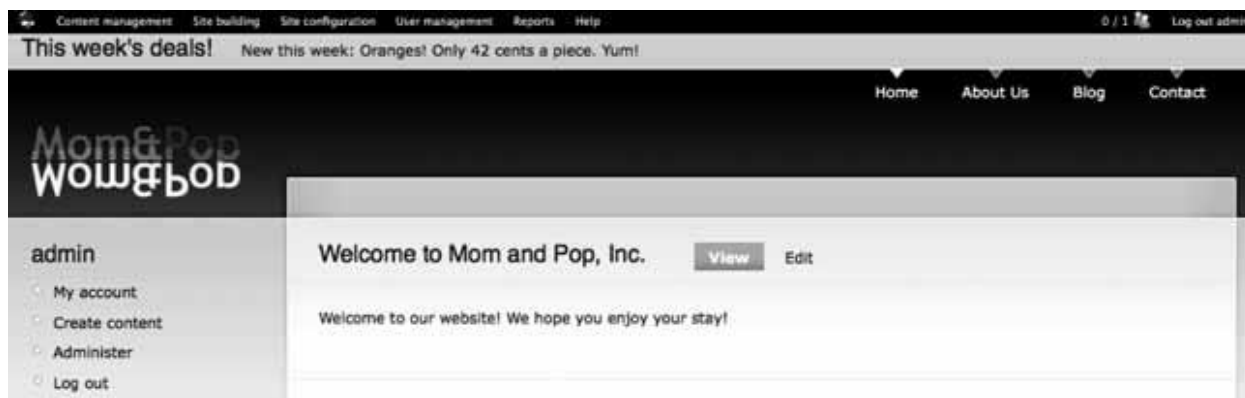 Content management Site building Site configuration User management Reports Help 0 / 1 Log out admin
This week's deals! New this week: Oranges! Only 42 cents a piece. Yum!
Home About Us Blog Contact
Mom&Pop
Mom&Pop
admin
My account
Create content
Administer
Log out
Welcome to Mom and Pop, Inc. View Edit
Welcome to our website! We hope you enjoy your stay!